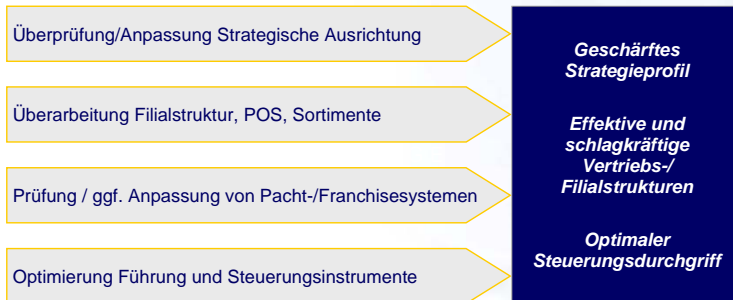 Überprüfung/Anpassung Strategische Ausrichtung
Überarbeitung Filialstruktur, POS, Sortimente
Prüfung / ggf. Anpassung von Pacht-/Franchisesystemen
Optimierung Führung und Steuerungsinstrumente
Geschärftes
Strategieprofil
Effektive und
schlagkräftige
Vertriebs-/
Filialstrukturen
Optimaler
Steuerungsdurchgriff